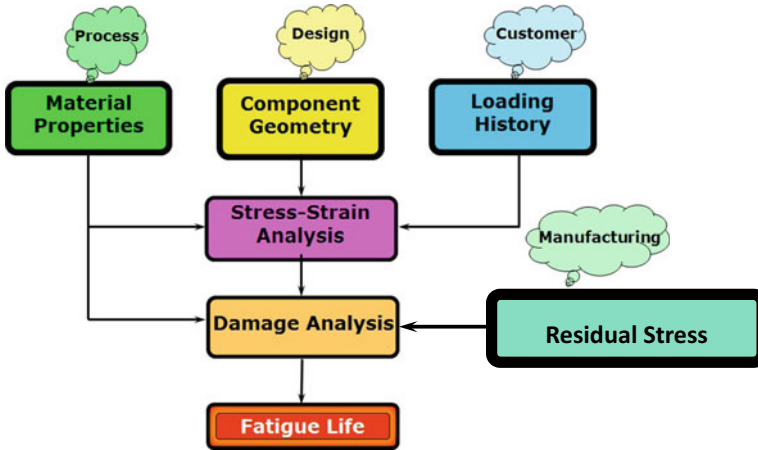 Process
Design
Customer
Material
Properties
Component
Geometry
Loading
History
Stress-Strain
Analysis
Manufacturing
Damage Analysis
Residual Stress
Fatigue Life